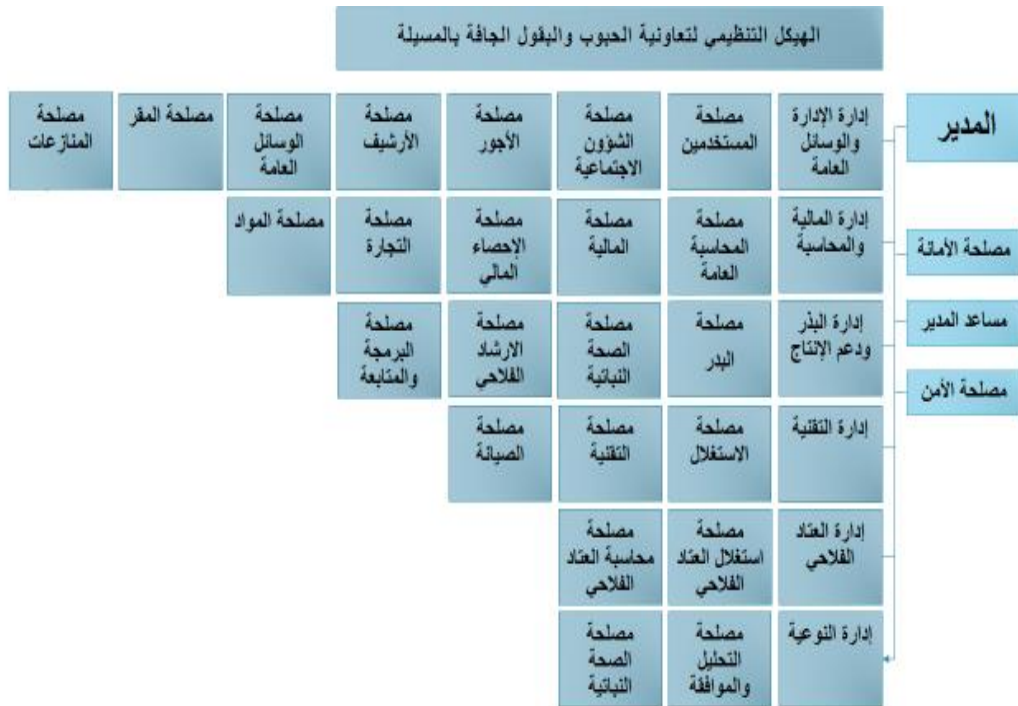 الهيكل التنظيمي لتعاونية الحبوب والبقول الجافة بالمسيلة
المدير
إدارة الإدارة
والوسائل
العامة
مصلحة
المستخدمين
مصلحة
الشؤون
الاجتماعية
مصلحة
الأجور
مصلحة
الأرشيف
مصلحة
الوسائل
العامة
مصلحة المقر
مصلحة
المنازعات
مصلحة الأمانة
إدارة المالية
والمحاسبة
مصلحة
المحاسبة
العامة
مصلحة
المالية
مصلحة
الإحصاء
المالي
مصلحة
التجارة
مصلحة المواد
مساعد المدير
إدارة البذر
ودعم الإنتاج
مصلحة
البدر
مصلحة
الصحة
النباتية
مصلحة
الارشاد
الفلاحي
مصلحة
البرمجة
والمتابعة
مصلحة الأمن
إدارة التقنية
مصلحة
الاستغلال
مصلحة
التقنية
مصلحة
الصيانة
إدارة العتاد
الفلاحي
مصلحة
استغلال العتاد
الفلاحي
مصلحة
محاسبة العتاد
الفلاحي
إدارة النوعية
مصلحة
التحليل
والموافقة
مصلحة
الصحة
النباتية